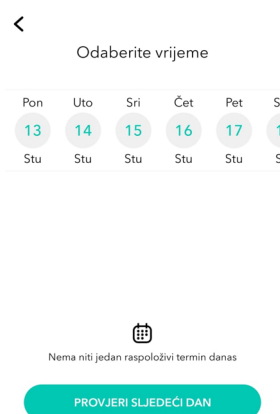 Odaberite vrijeme
Pon Uto Sri Čet Pet
13 14 15 16 17
Stu Stu Stu Stu Stu
Nema niti jedan raspoloživi termin danas
PROVJERI SLJEDEĆI DAN